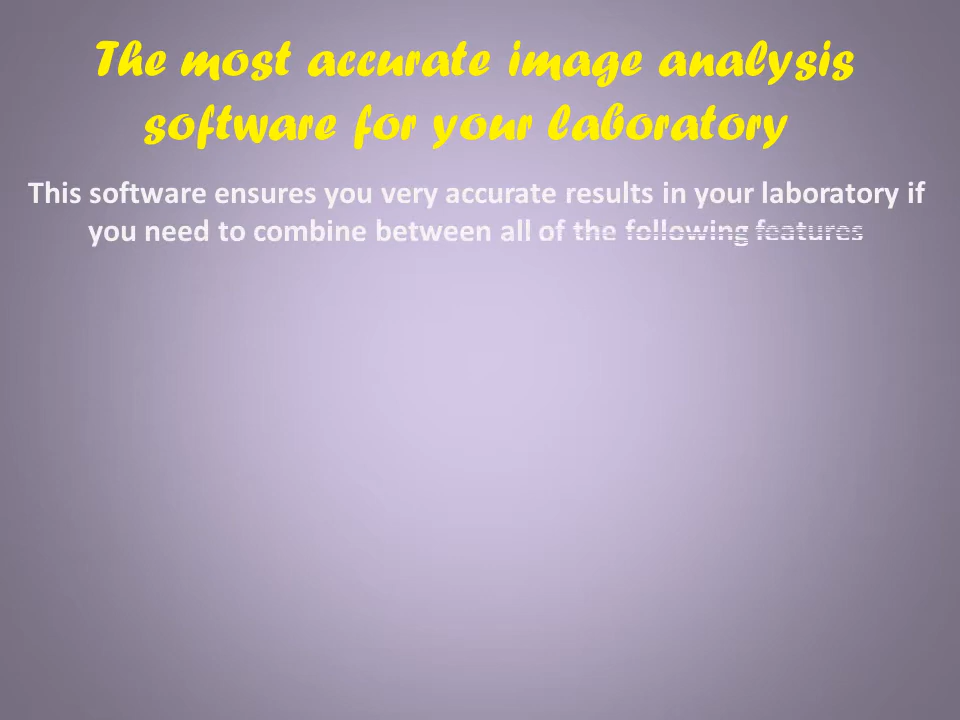 The most accurate image analysis
software for your laboratory
This software ensures you very accurate results in your laboratory if
you need to combine between all of the following features